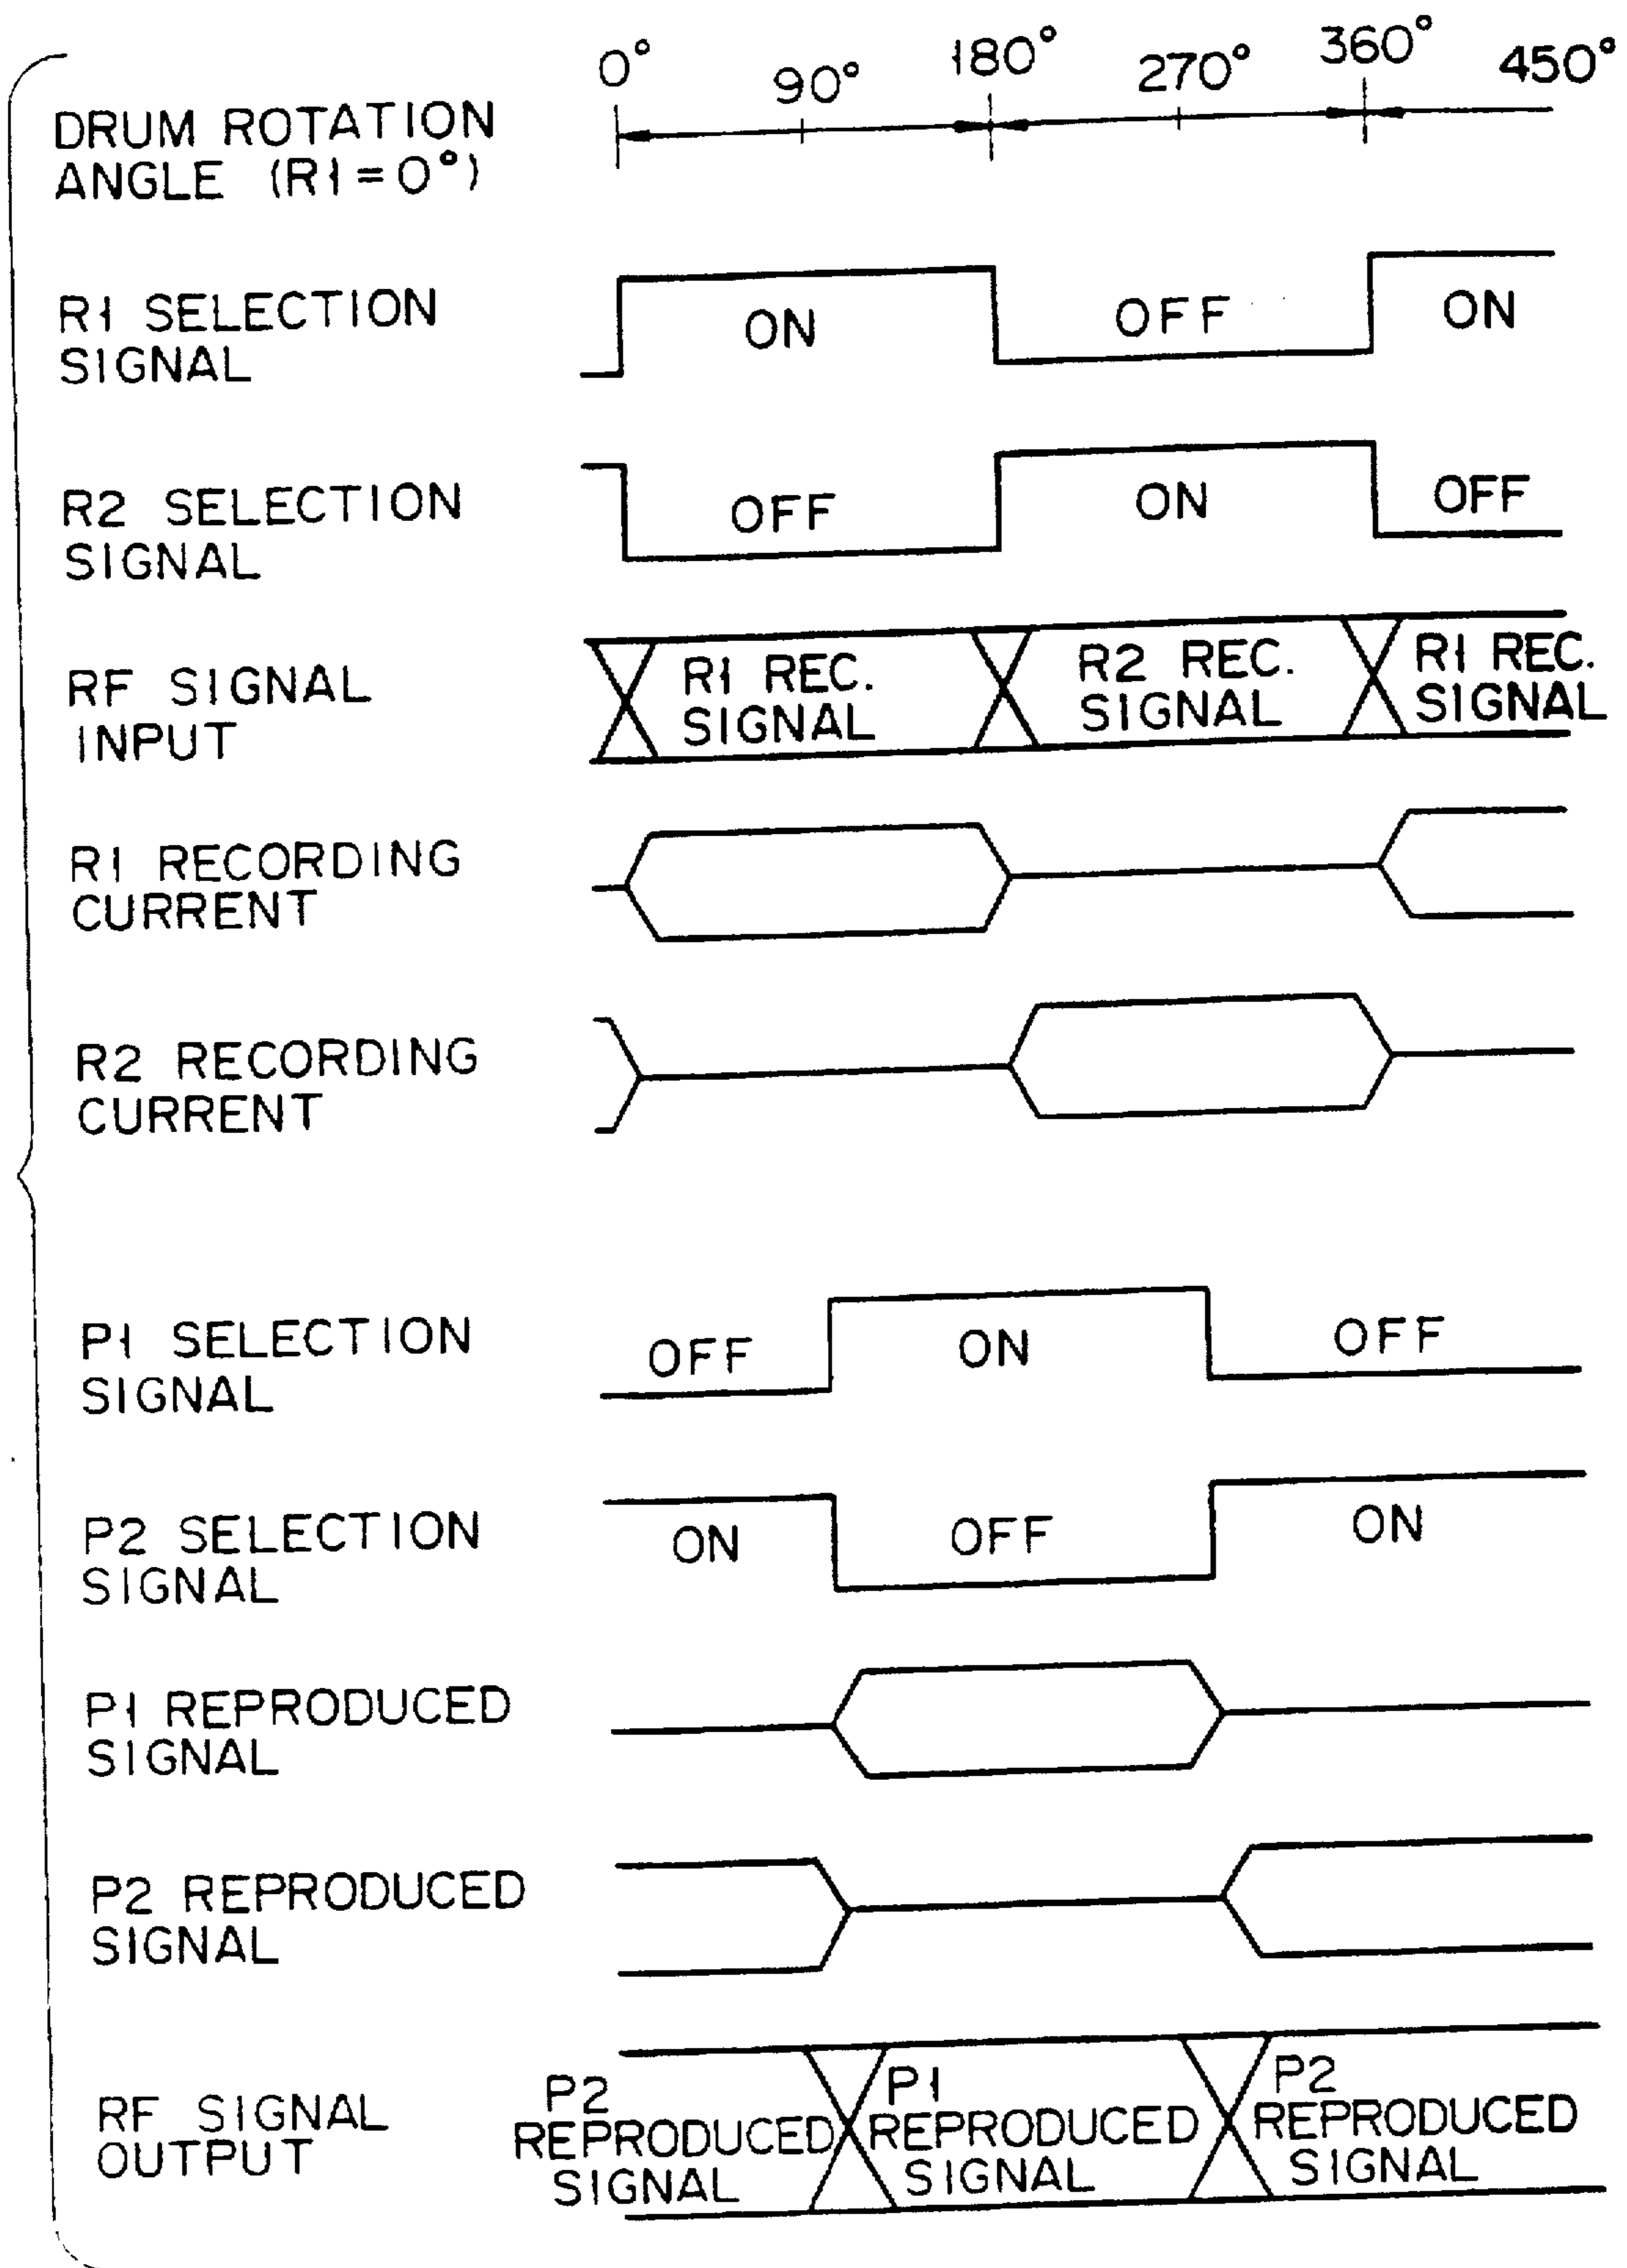 0° 90° 180° 270° 360° 450°
DRUM ROTATION
ANGLE (R1=0°)
R1 SELECTION
SIGNAL
ON OFF ON
R2 SELECTION
SIGNAL
OFF ON OFF
RF SIGNAL
INPUT
R1 REC.
SIGNAL
R2 REC.
SIGNAL
R1 REC.
SIGNAL
R1 RECORDING
CURRENT
R2 RECORDING
CURRENT
P1 SELECTION
SIGNAL
OFF ON OFF
P2 SELECTION
SIGNAL
ON OFF ON
P1 REPRODUCED
SIGNAL
P2 REPRODUCED
SIGNAL
RF SIGNAL
OUTPUT
P2
REPRODUCED
SIGNAL
P1
REPRODUCED
SIGNAL
P2
REPRODUCED
SIGNAL